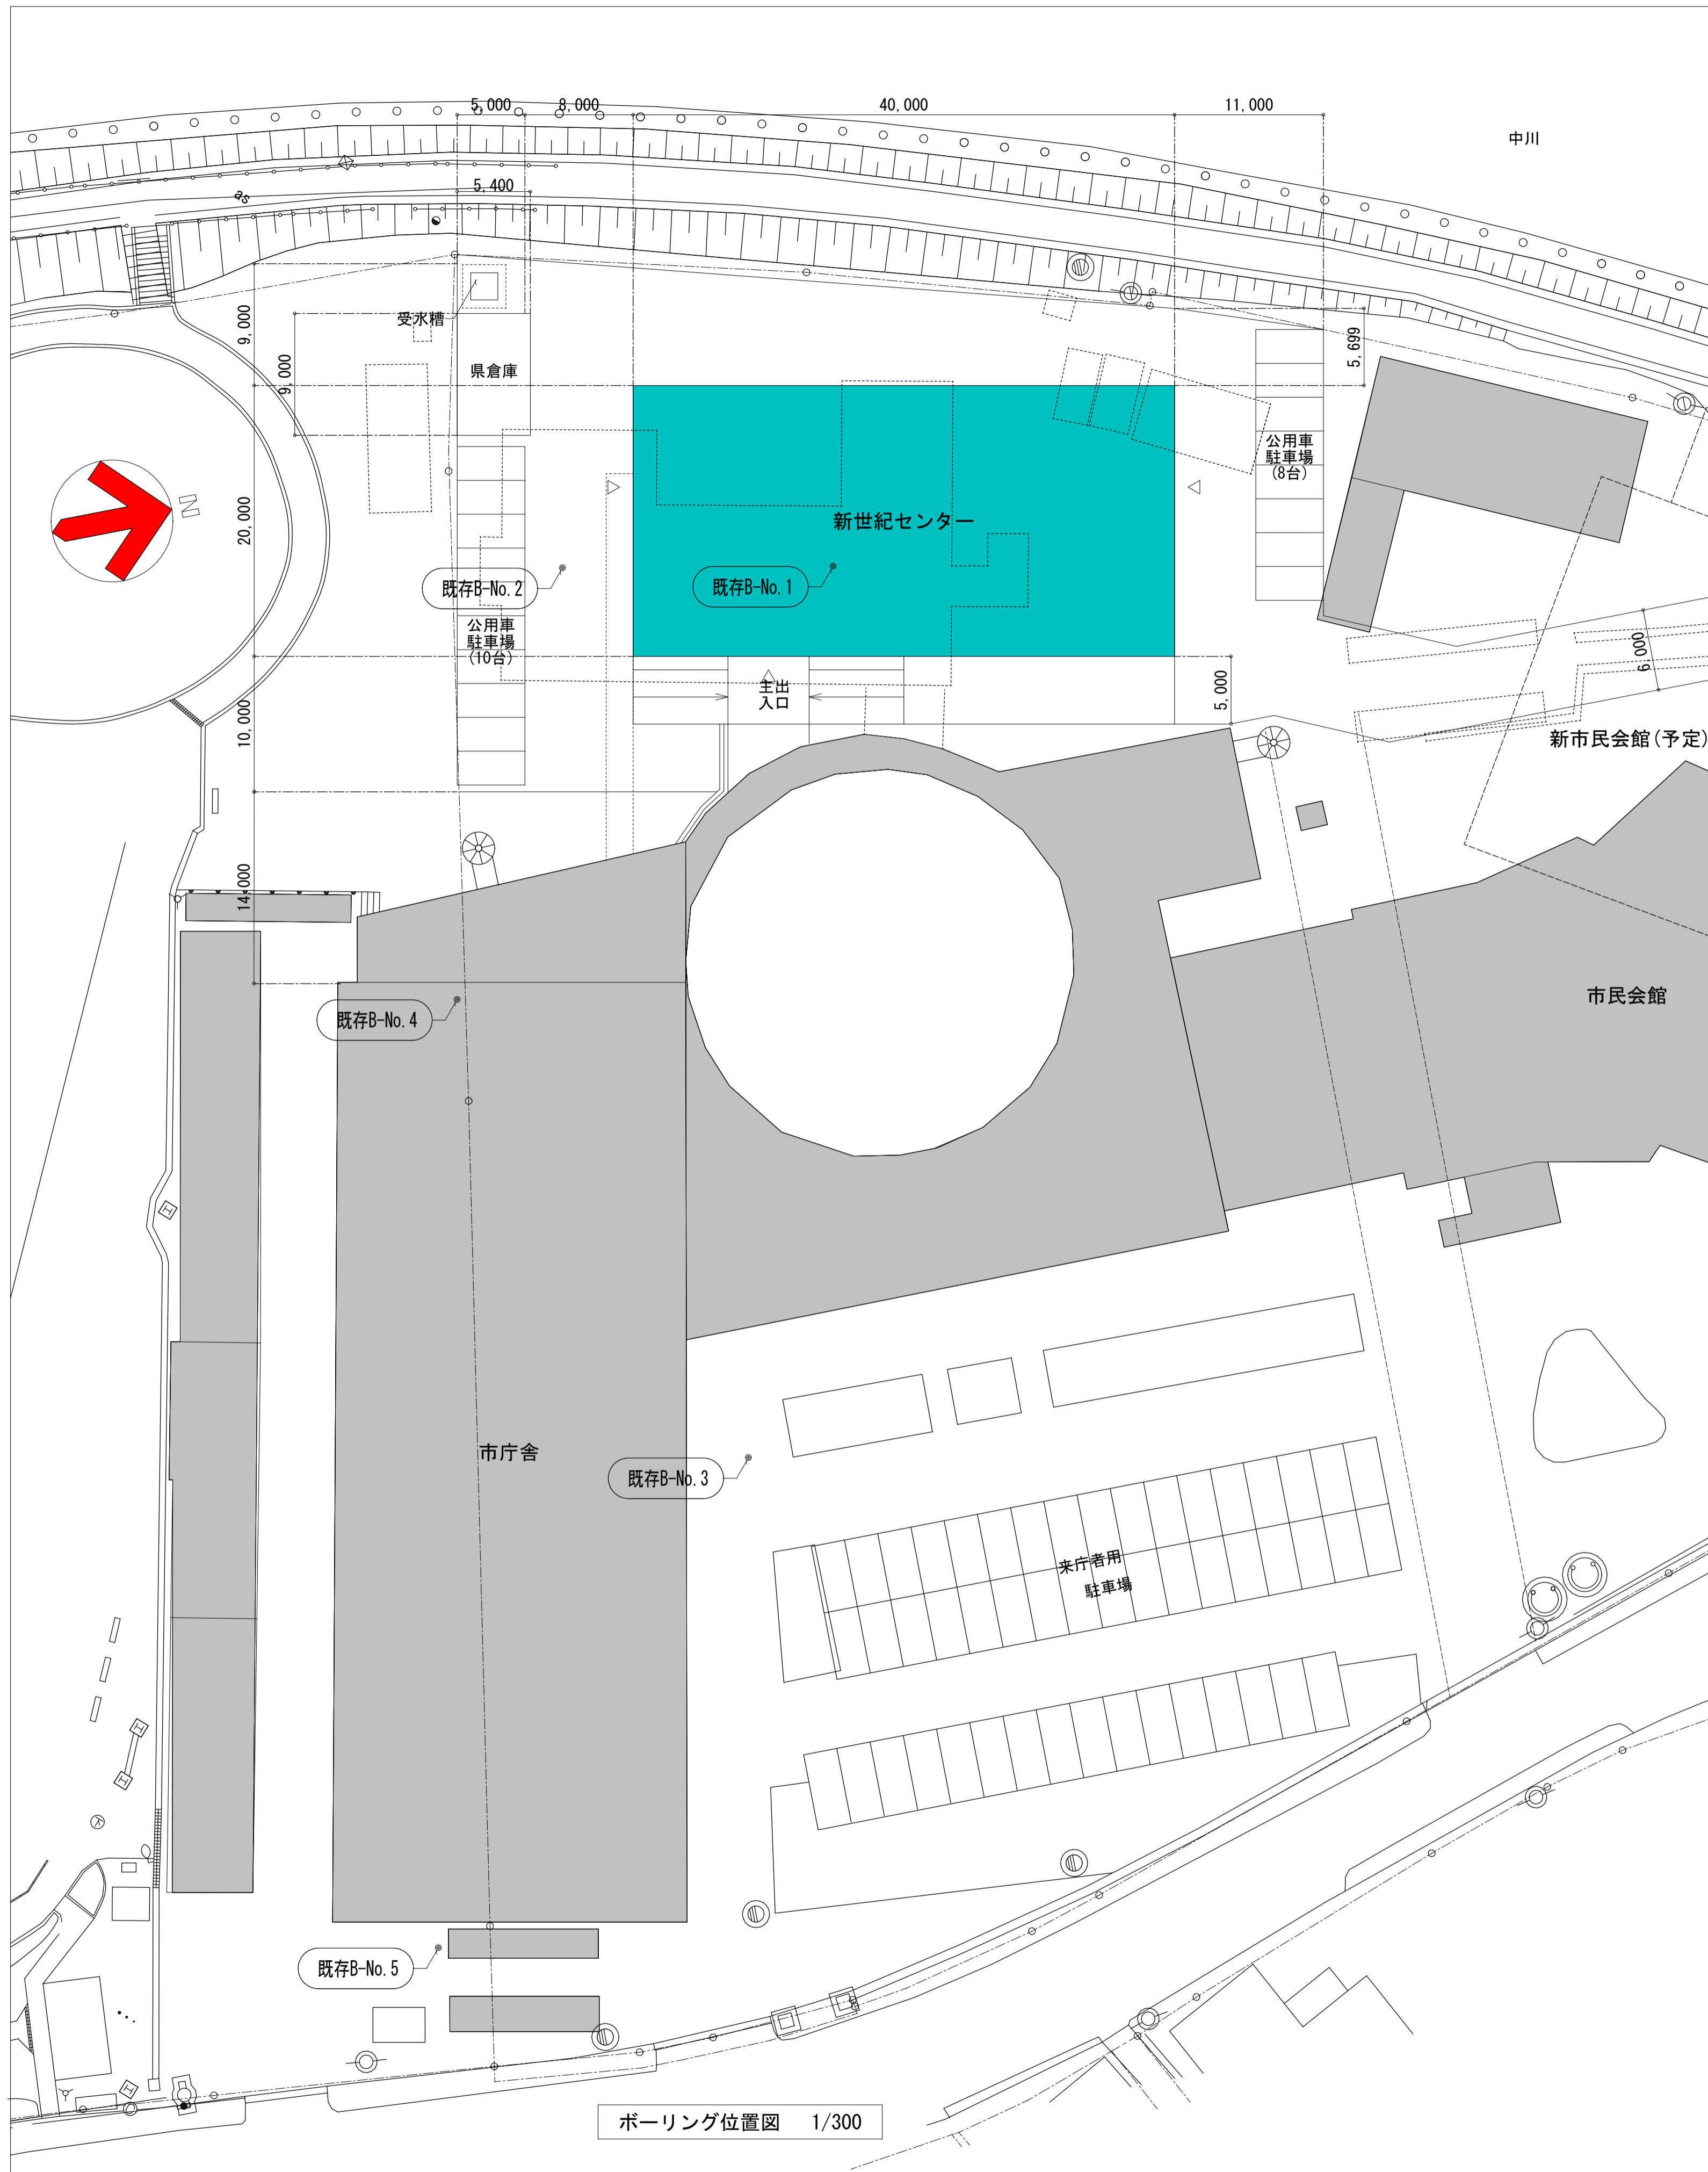 5,000
8,000
40,000
11,000
中川
as
5,400
9,000
受水槽
5,699
9,000
県倉庫
公用車
駐車場
(8台)
N
20,000
新世紀センター
既存B-No.2
既存B-No.1
公用車
駐車場
(10台)
6,000
主出
入口
5,000
10,000
新市民会館(予定)
14,000
市民会館
既存B-No.4
市庁舎
既存B-No.3
来庁者用
駐車場
既存B-No.5
ボーリング位置図 1/300